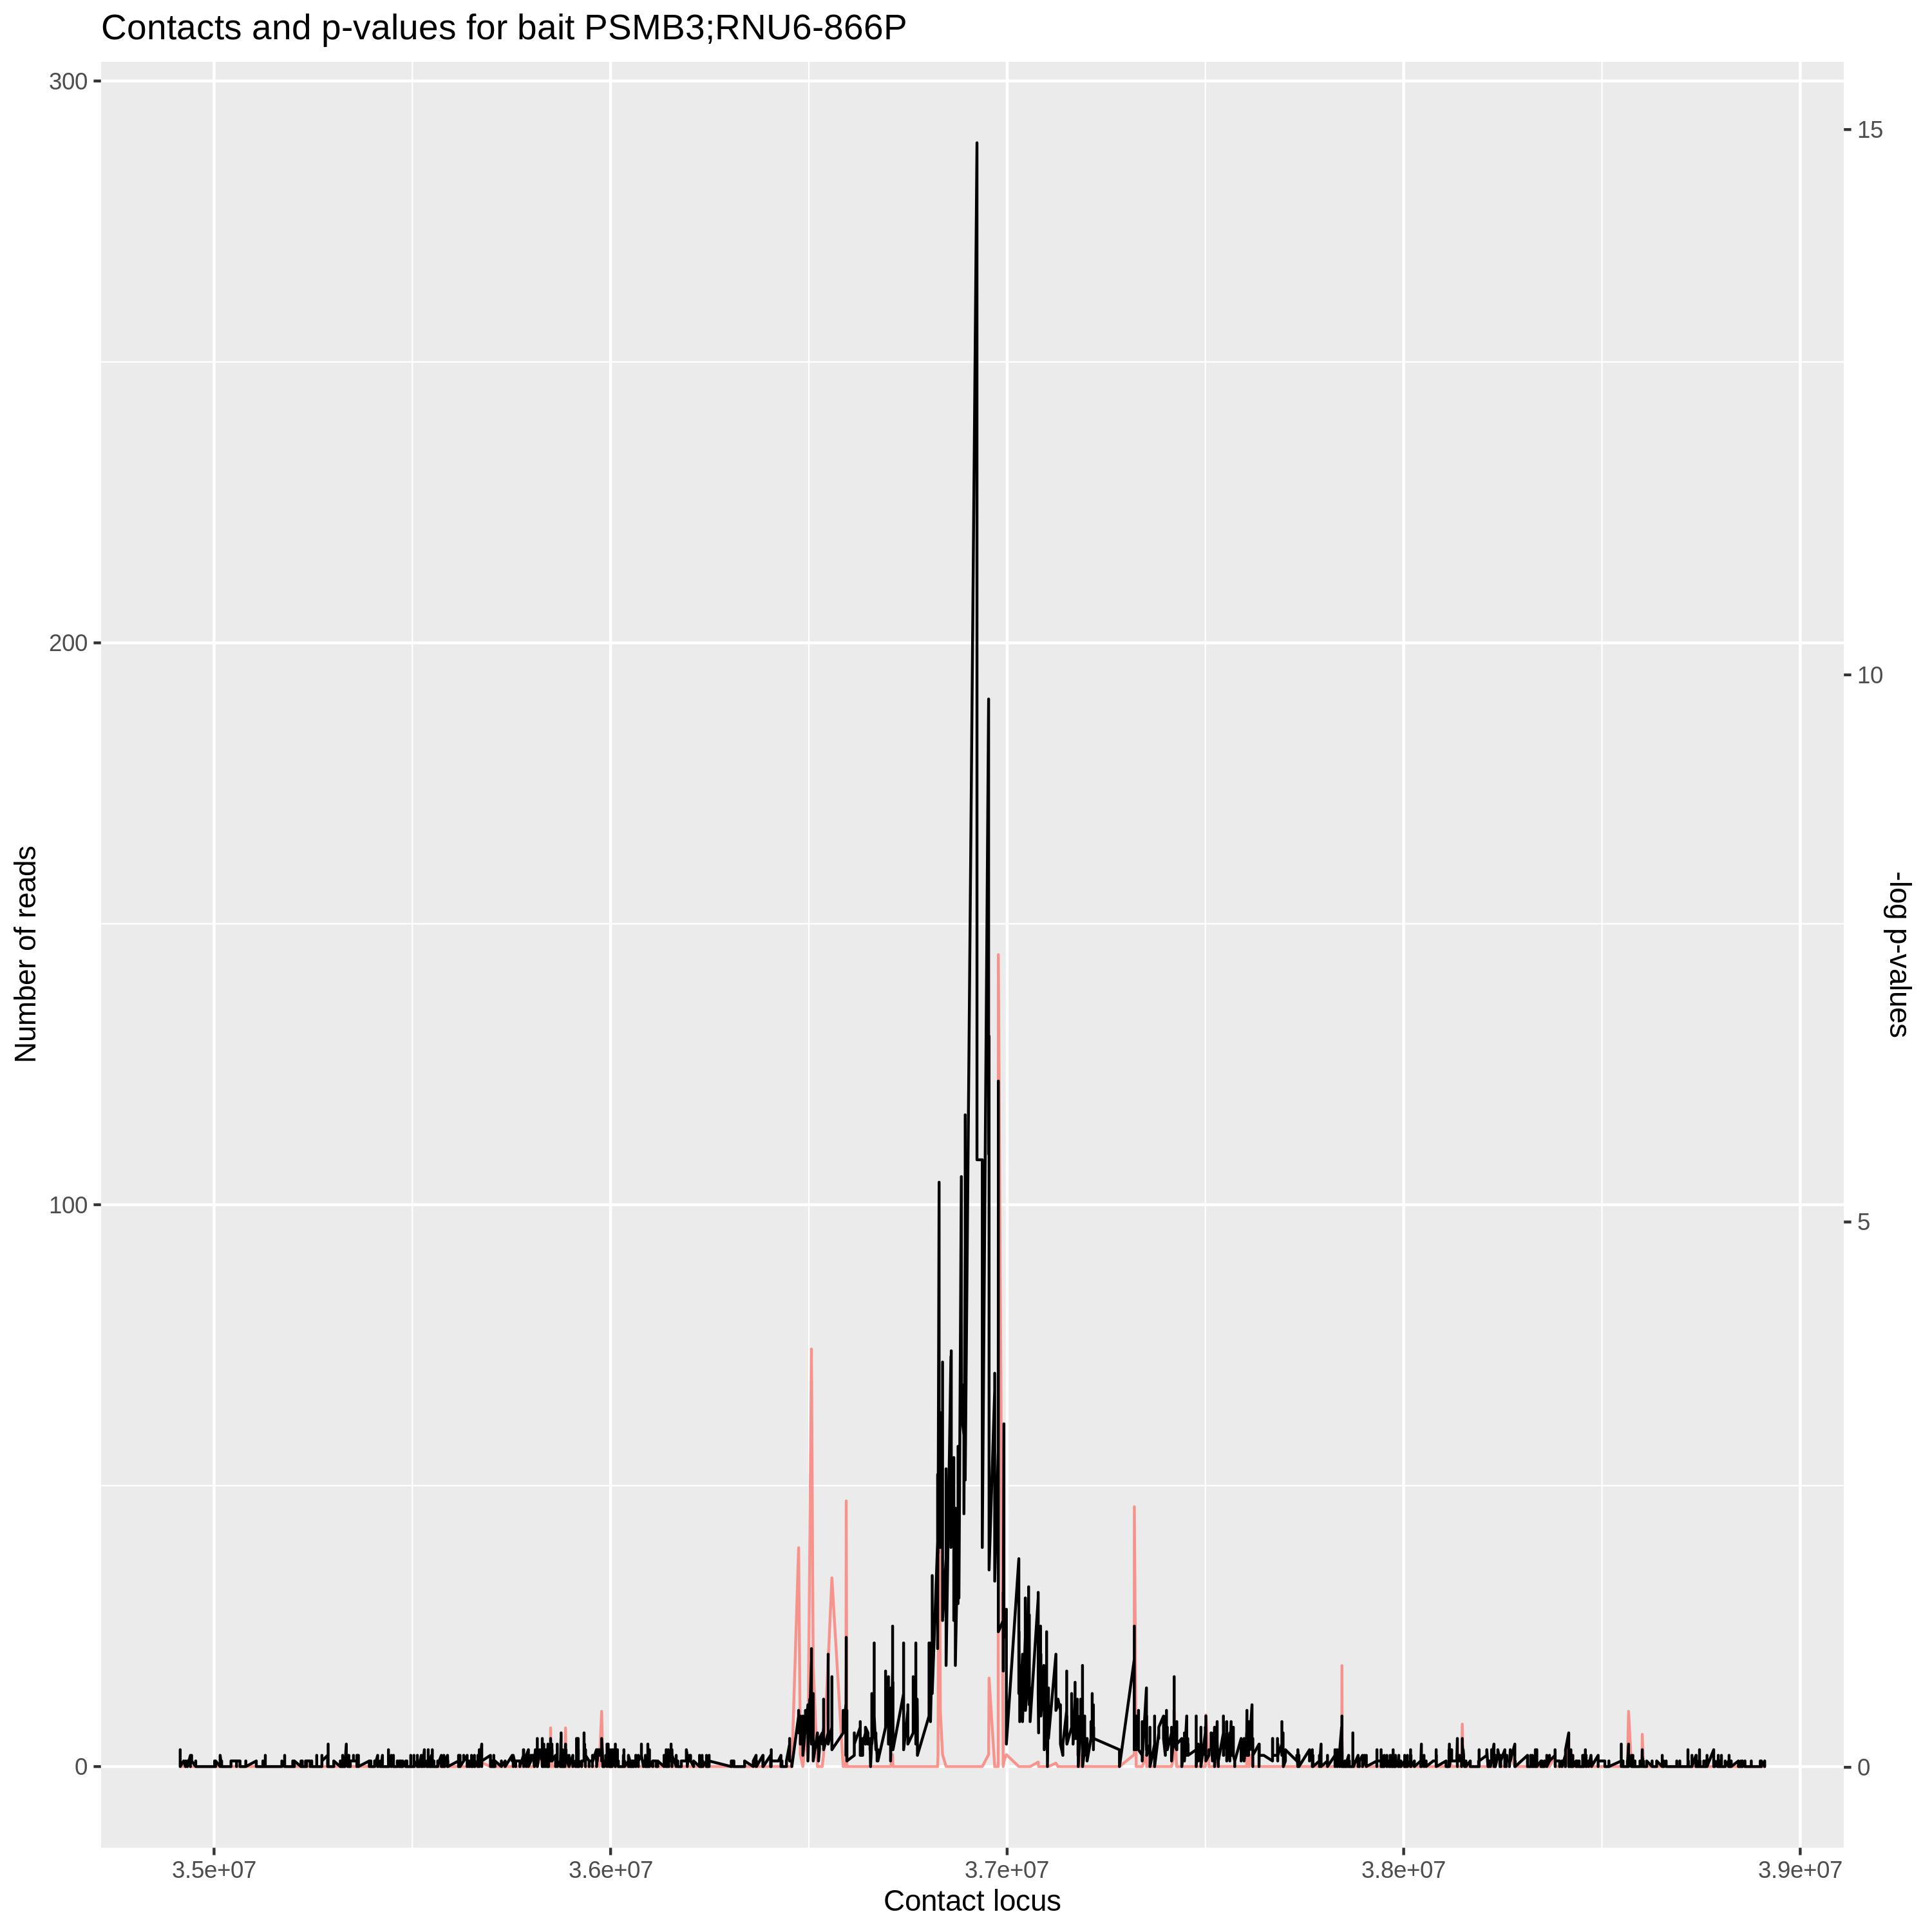 Contacts and p-values for bait PSMB3;RNU6-866P
300
200
100
0
Number of reads
15
10
5
0
-log p-values
3.5e+07
3.6e+07
3.7e+07
3.8e+07
3.9e+07
Contact locus